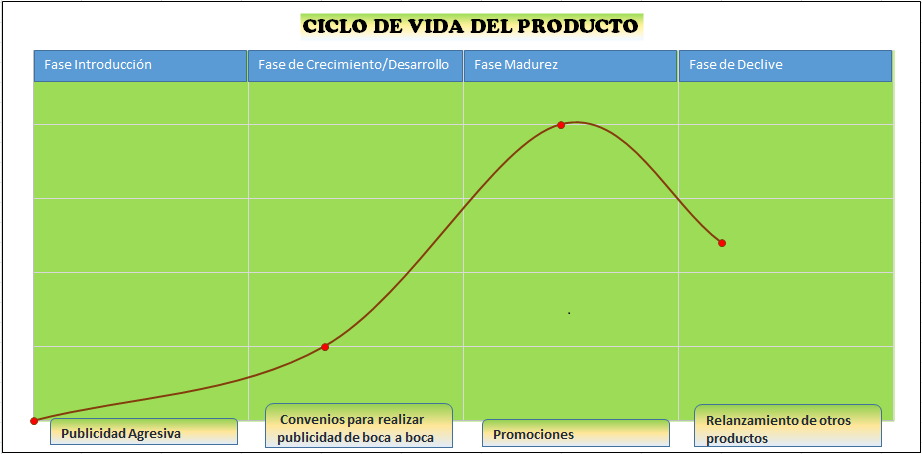 CICLO DE VIDA DEL PRODUCTO
Fase Introducción
Fase de Crecimiento/Desarrollo
Fase Madurez
Fase de Declive
Publicidad Agresiva
Convenios para realizar
publicidad de boca a boca
Promociones
Relanzamiento de otros
productos